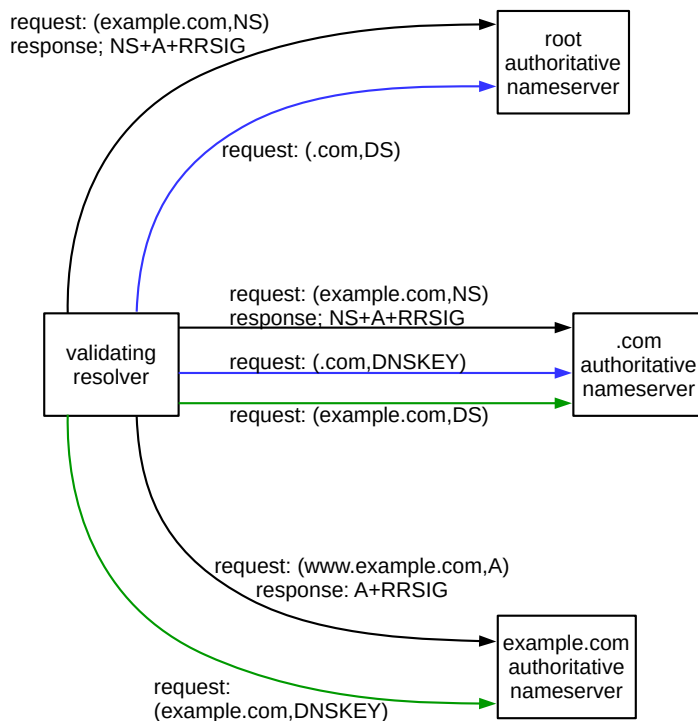 request: (example.com,NS)
response; NS+A+RRSIG
root
authoritative
nameserver
request: (.com,DS)
request: (example.com,NS)
response; NS+A+RRSIG
validating
resolver
.com
authoritative
nameserver
request: (.com,DNSKEY)
request: (example.com,DS)
request: (www.example.com,A)
response: A+RRSIG
example.com
authoritative
nameserver
request:
(example.com,DNSKEY)